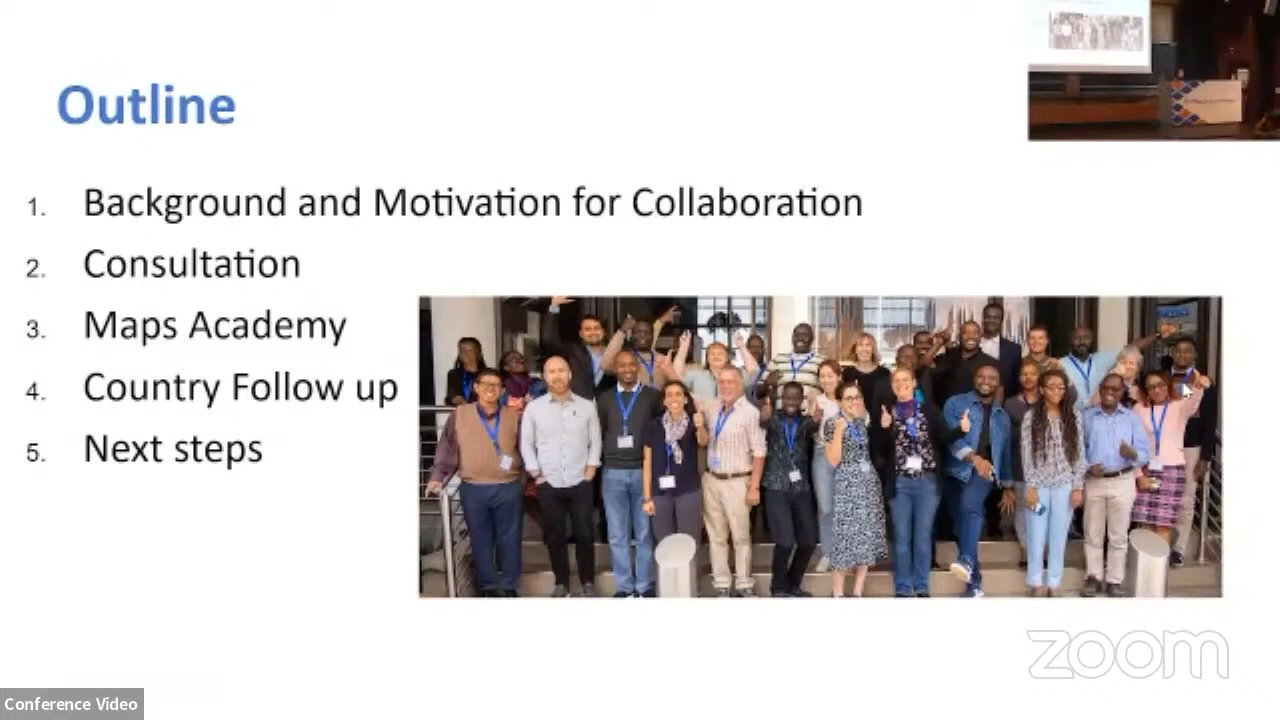 Outline
1. Background and Motivation for Collaboration
2. Consultation
3. Maps Academy
4. Country Follow up
5. Next steps
zoom
Conference Video